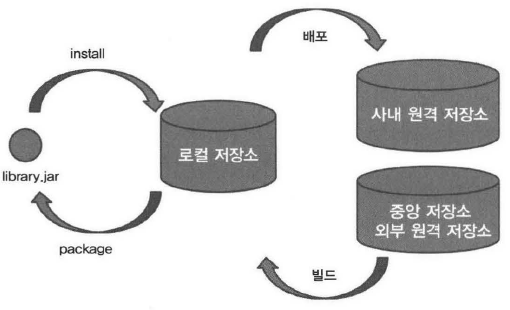 install
배포
사내 원격 저장소
로컬 저장소
library.jar
중앙 저장소
외부 원격 저장소
package
빌드